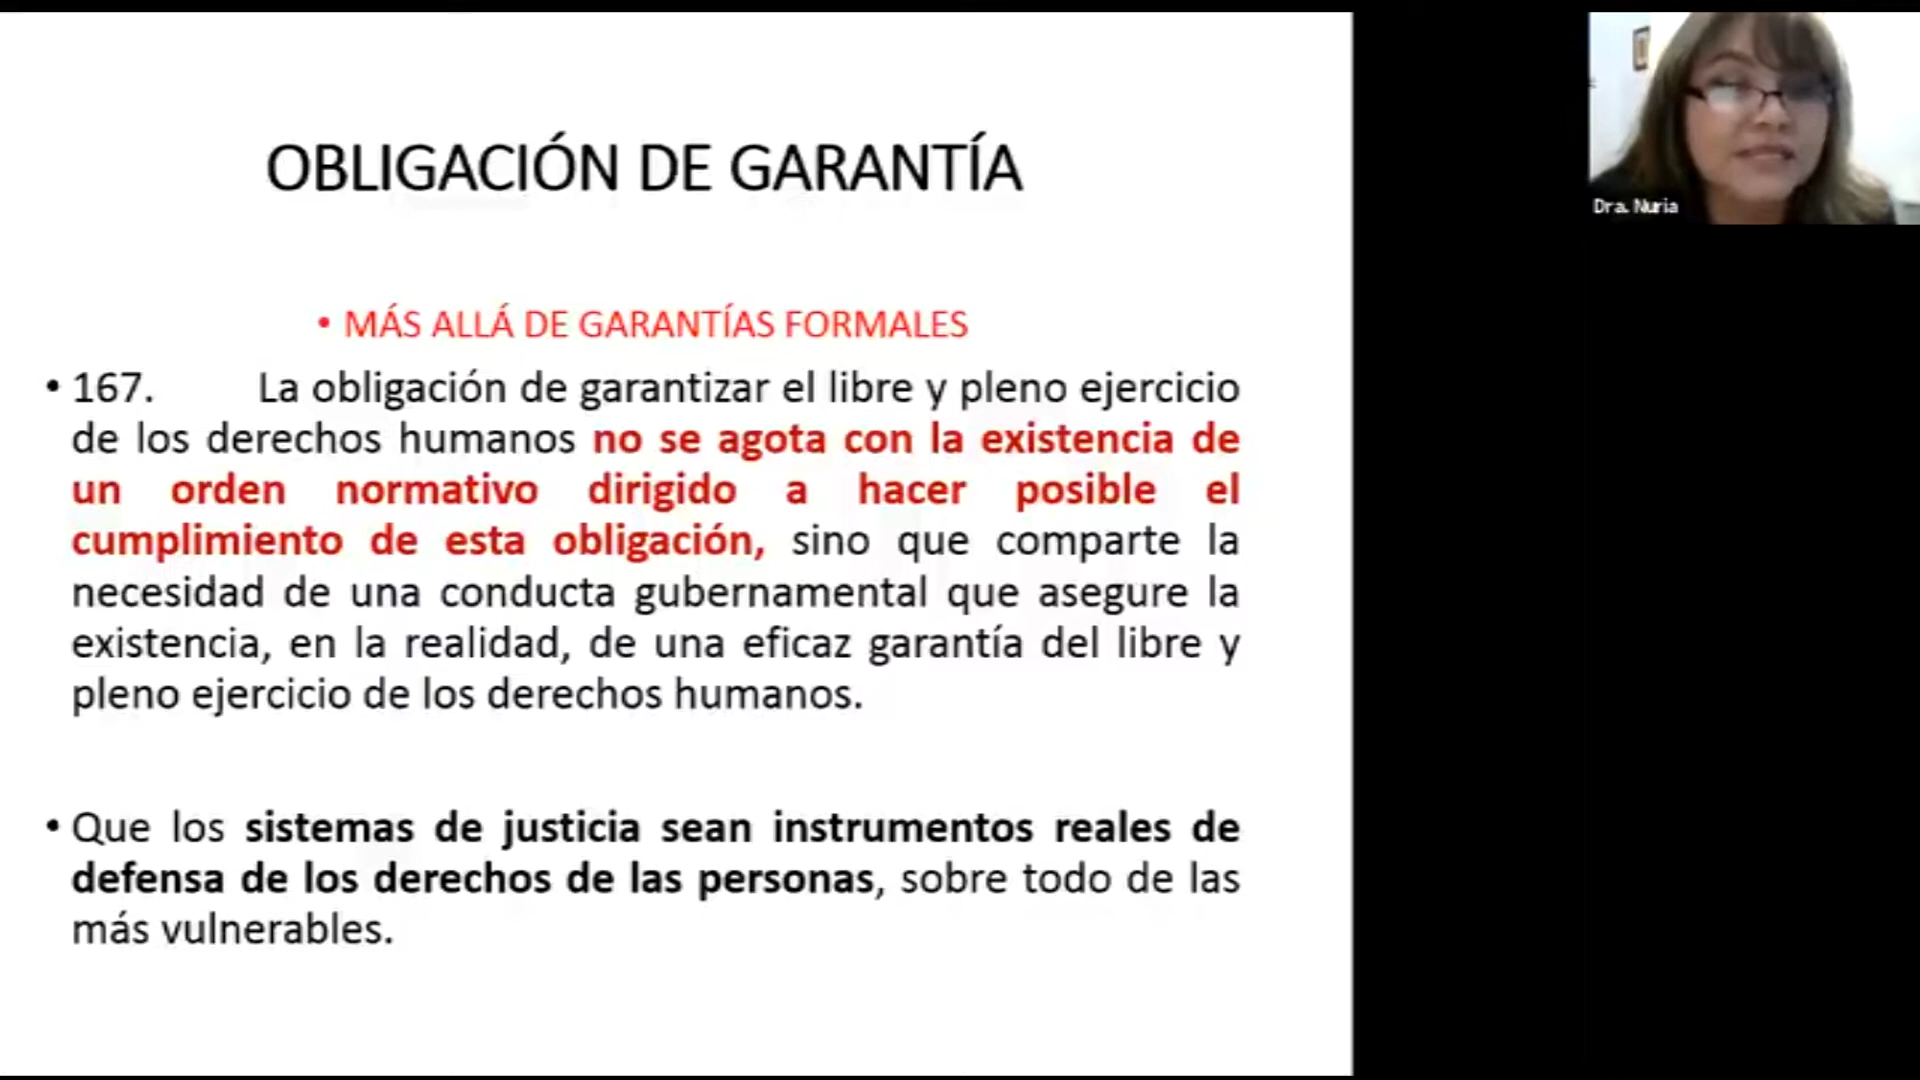 OBLIGACIÓN DE GARANTÍA
• MÁS ALLÁ DE GARANTÍAS FORMALES
• 167. La obligación de garantizar el libre y pleno ejercicio
de los derechos humanos no se agota con la existencia de
un orden normativo dirigido a hacer posible el
cumplimiento de esta obligación, sino que comparte la
necesidad de una conducta gubernamental que asegure la
existencia, en la realidad, de una eficaz garantía del libre y
pleno ejercicio de los derechos humanos.
• Que los sistemas de justicia sean instrumentos reales de
defensa de los derechos de las personas, sobre todo de las
más vulnerables.
Dra. Nuria